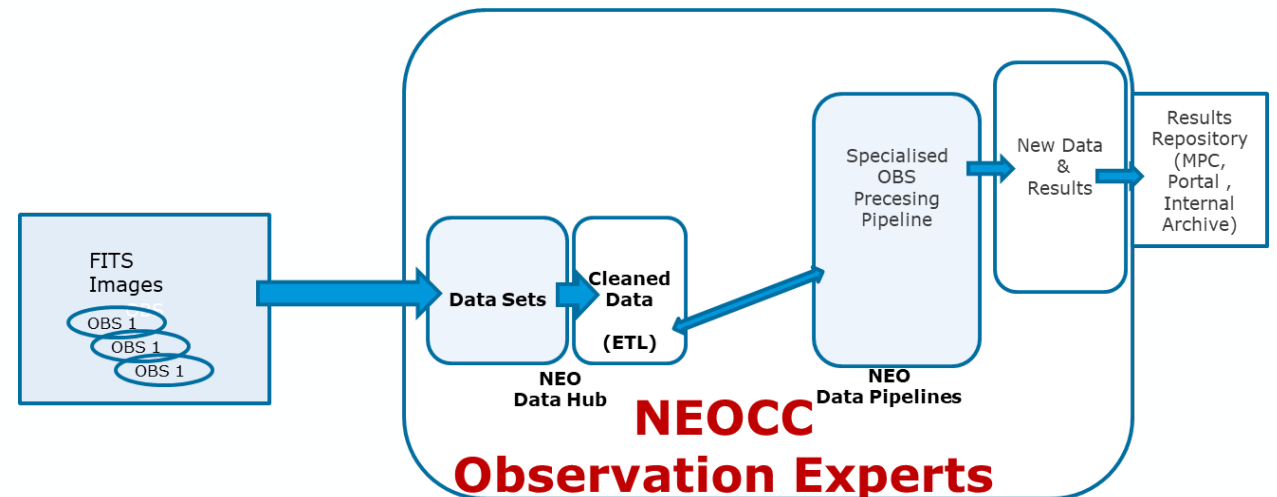 FITS
Images
OBS
OBS 1
OBS 1
OBS 1
Data Sets
Cleaned
Data
(ETL)
NEO
Data Hub
Specialised
OBS
Precesing
Pipeline
NEO
Data Pipelines
New Data
&
Results
Results
Repository
(MPC,
Portal ,
Internal
Archive)
NEOCC
Observation Experts